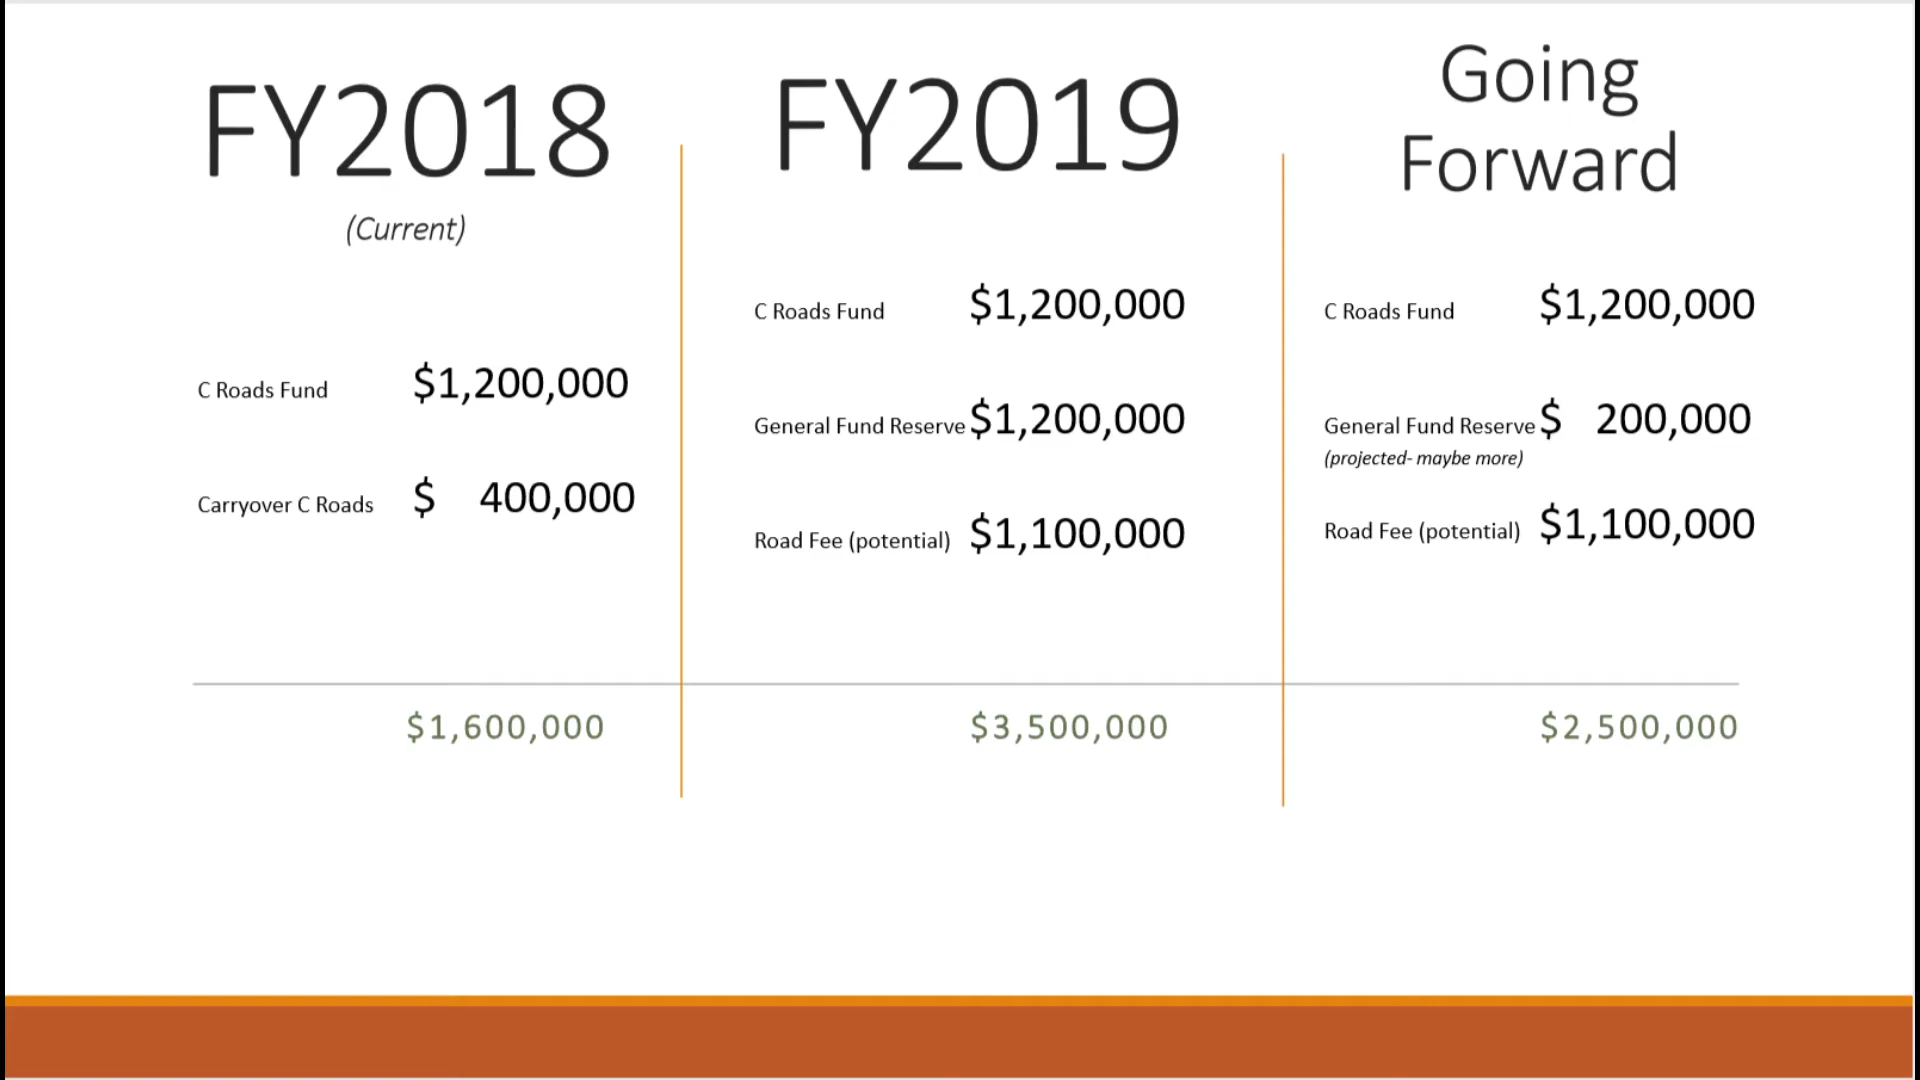 FY2018
(Current)
C Roads Fund $1,200,000
Carryover C Roads $ 400,000
$1,600,000
FY2019
C Roads Fund $1,200,000
General Fund Reserve $1,200,000
Road Fee (potential) $1,100,000
$3,500,000
Going
Forward
C Roads Fund $1,200,000
General Fund Reserve $ 200,000
(projected- maybe more)
Road Fee (potential) $1,100,000
$2,500,000